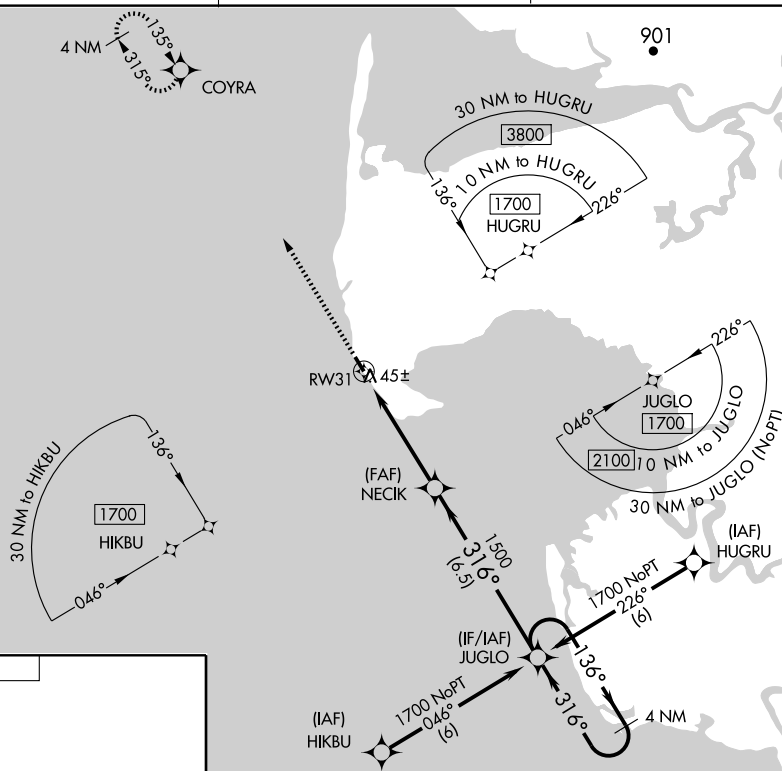 4 NM
135°
315°
COYRA
901
30 NM to HUGRU
3800
10 NM to HUGRU
136°
1700
226°
HUGRU
RW31
45±
226°
JUGLO
046°
1700
2100
10 NM to JUGLO
30 NM to JUGLO (NoPT)
30 NM to HIKBU
136°
1700
HIKBU
046°
(FAF)
NECIK
1500
316°
(6.5)
(IAF)
HUGRU
1700 NoPT
226°
(6)
(IF/IAF)
JUGLO
136°
316°
4 NM
(IAF)
HIKBU
1700 NoPT
046°
(6)